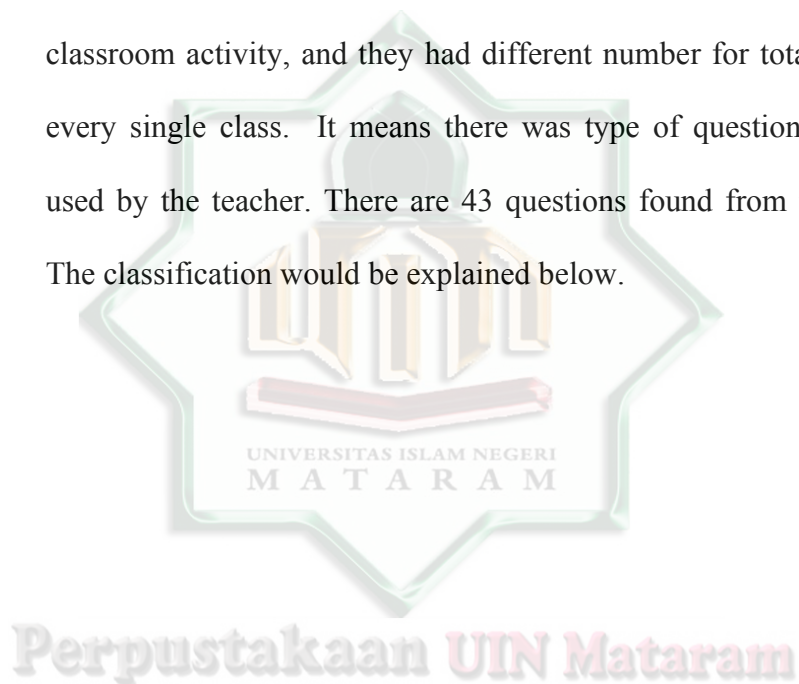 classroom activity, and they had different number for tota
every single class. It means there was type of question
used by the teacher. There are 43 questions found from
The classification would be explained below.
UNIVERSITAS ISLAM NEGERI
MATARAM
Perpustakaan UIN Mataram